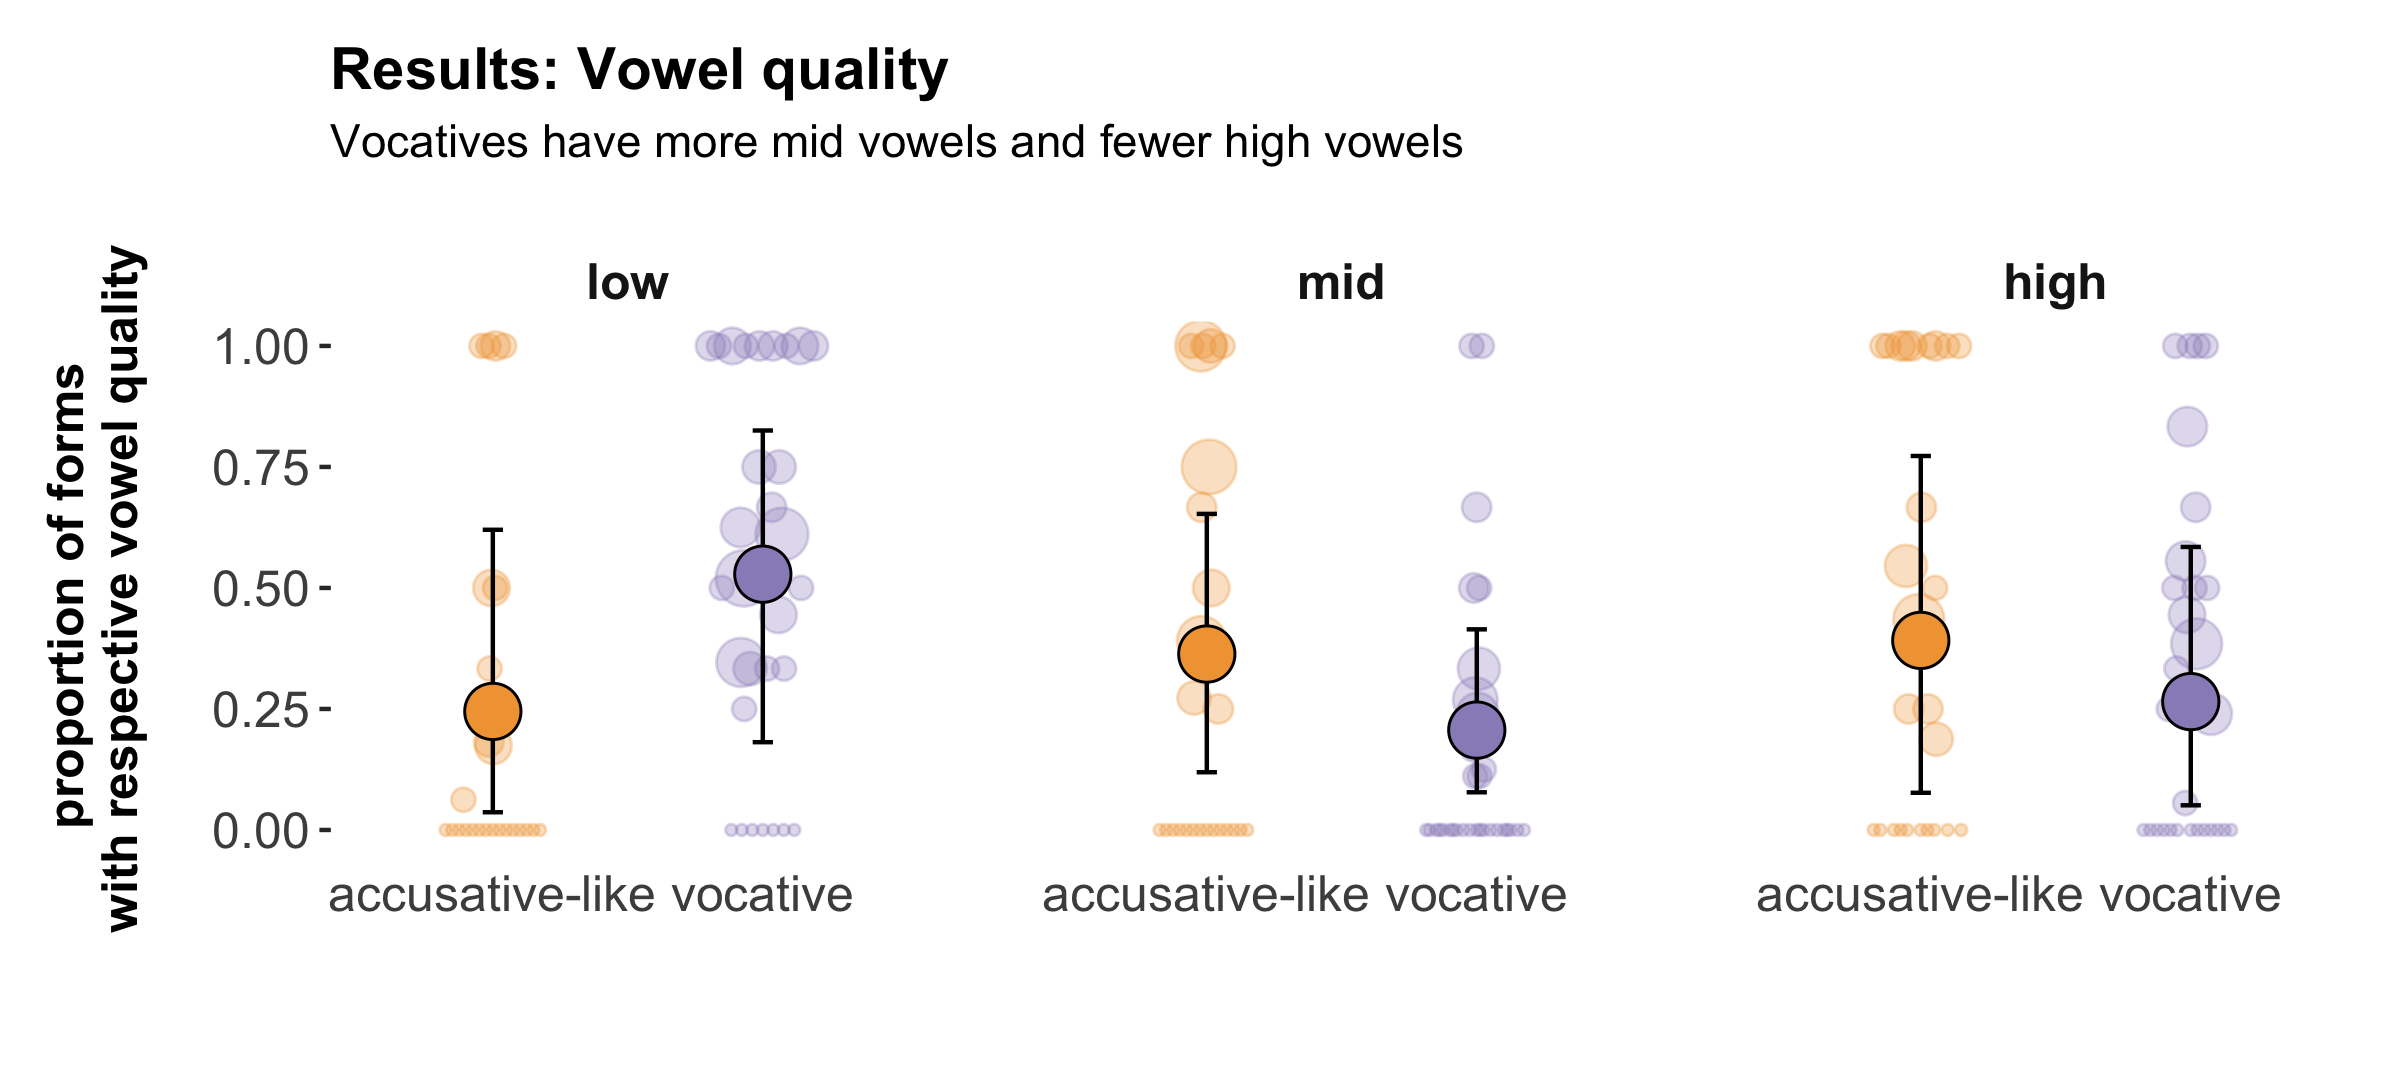 Results: Vowel quality
Vocatives have more mid vowels and fewer high vowels
proportion of forms
with respective vowel quality
low
mid
high
1.00
0.75
0.50
0.25
0.00
accusative-like vocative
accusative-like vocative
accusative-like vocative